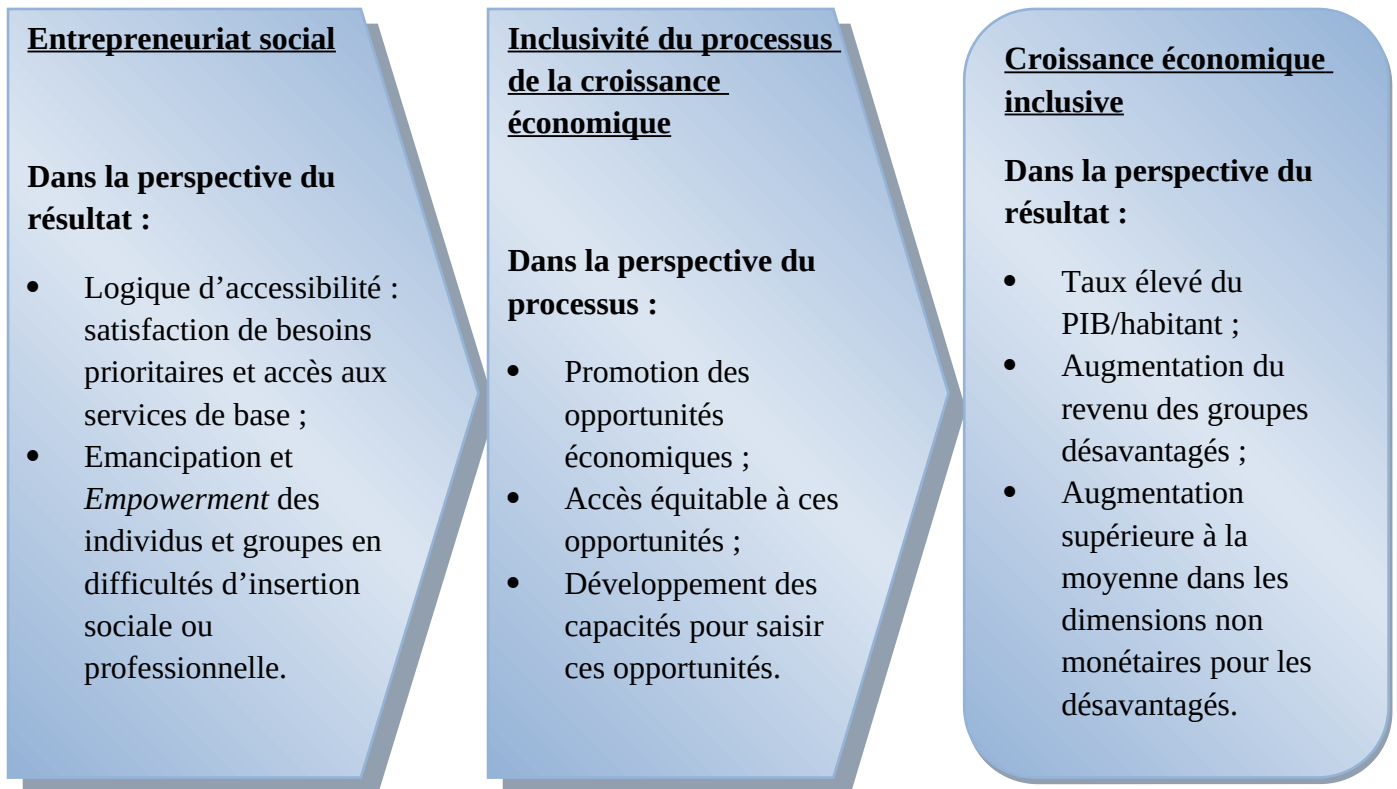 Entrepreneuriat social
Dans la perspective du
résultat :
• Logique d’accessibilité :
satisfaction de besoins
prioritaires et accès aux
services de base ;
• Emancipation et
Empowerment des
individus et groupes en
difficultés d’insertion
sociale ou
professionnelle.
Inclusivité du processus
de la croissance
économique
Dans la perspective du
processus :
• Promotion des
opportunités
économiques ;
• Accès équitable à ces
opportunités ;
• Développement des
capacités pour saisir
ces opportunités.
Croissance économique
inclusive
Dans la perspective du
résultat :
• Taux élevé du
PIB/habitant ;
• Augmentation du
revenu des groupes
désavantagés ;
• Augmentation
supérieure à la
moyenne dans les
dimensions non
monétaires pour les
désavantagés.